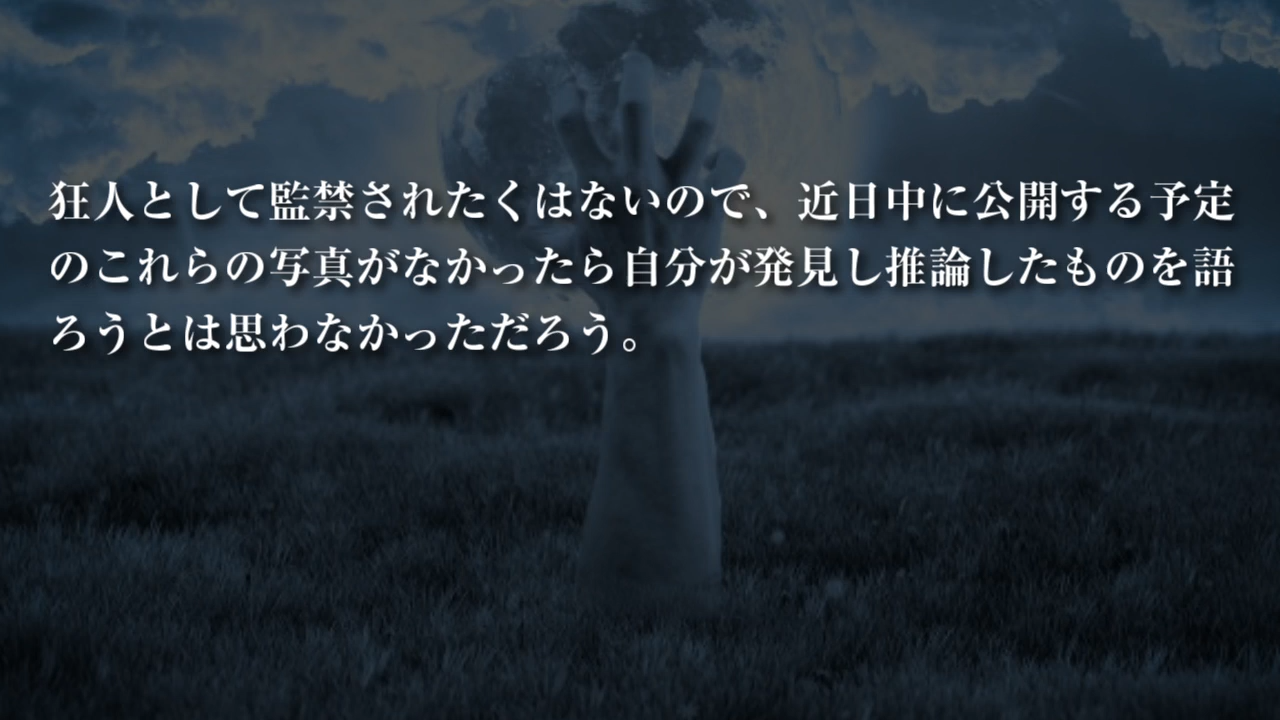 狂人として監禁されたくはないので、近日中に公開する予定
のこれらの写真がなかったら自分が発見し推論したものを語
ろうとは思わなかっただろう。